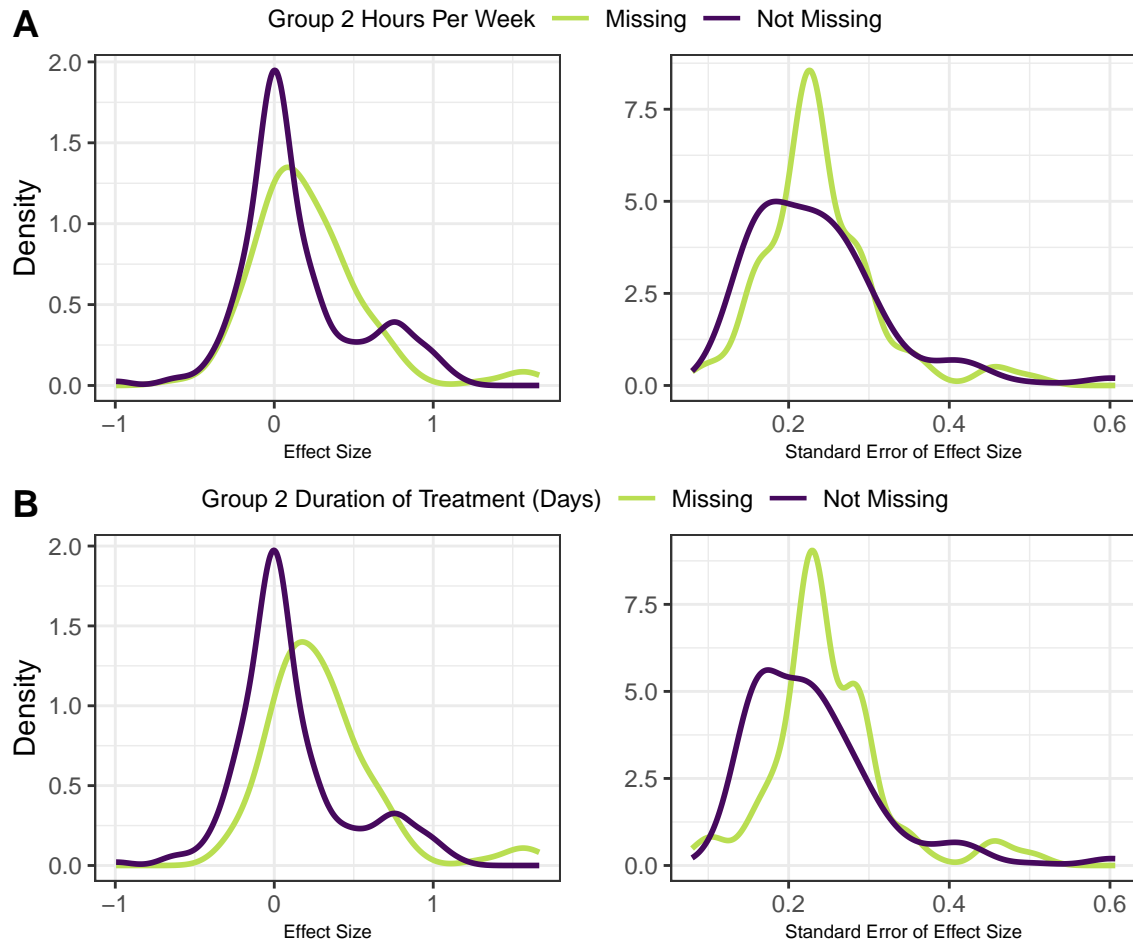 A Group 2 Hours Per Week Missing Not Missing
Density
2.0
1.5
1.0
0.5
0.0
−1 0 1
Effect Size
7.5
5.0
2.5
0.0
0.2 0.4 0.6
Standard Error of Effect Size
B Group 2 Duration of Treatment (Days) Missing Not Missing
Density
2.0
1.5
1.0
0.5
0.0
−1 0 1
Effect Size
7.5
5.0
2.5
0.0
0.2 0.4 0.6
Standard Error of Effect Size